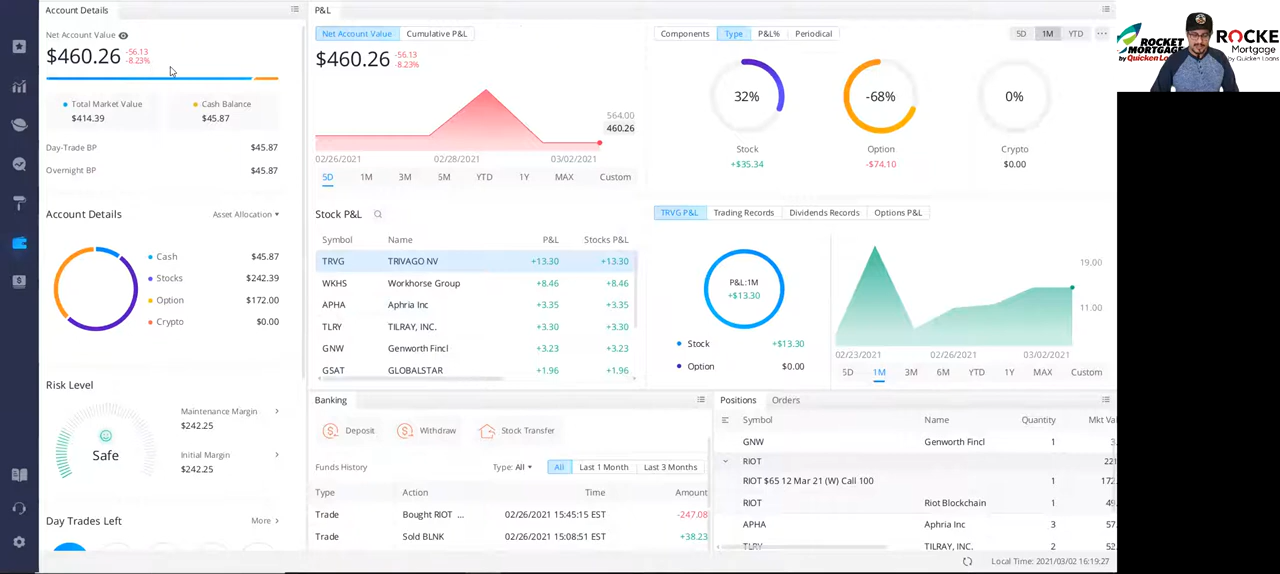 Account Details
Net Account Value
$460.26
-56.13
-8.23%
Total Market Value
$414.39
Cash Balance
$45.87
Day-Trade BP $45.87
Overnight BP $45.87
Account Details Asset Allocation
Cash $45.87
Stocks $242.39
Option $172.00
Crypto $0.00
Risk Level
Safe
Maintenance Margin
$242.25
Initial Margin
$242.25
Day Trades Left More
P&L
Net Account Value Cumulative P&L
$460.26
-56.13
-8.23%
564.00
460.26
02/26/2021 02/28/2021 03/02/2021
5D 1M 3M 5M YTD 1Y MAX Custom
Components Type P&L% Periodical
5D 1M YTD
32% -68% 0%
Stock Option Crypto
+$35.34 -$74.10 $0.00
Stock P&L
Symbol Name P&L Stocks P&L
TRVG TRIVAGO NV +13.30 +13.30
WKHS Workhorse Group +8.46 +8.46
APHA Aphria Inc +3.35 +3.35
TLRY TILRAY, INC. +3.30 +3.30
GNW Genworth Fincl +3.23 +3.23
GSAT GLOBALSTAR +1.96 +1.96
TRVG P&L Trading Records Dividends Records Options P&L
P&L:1M
+$13.30
Stock +$13.30
Option $0.00
19.00
11.00
02/23/2021 02/26/2021 03/02/2021
5D 1M 3M 6M YTD 1Y MAX Custom
Banking
Deposit Withdraw Stock Transfer
Funds History Type: All All Last 1 Month Last 3 Months
Type Action Time Amount
Trade Bought RIOT ... 02/26/2021 15:45:15 EST -247.08
Trade Sold BLNK 02/26/2021 15:08:51 EST +38.23
Positions Orders
Symbol Name Quantity Mkt Va
GNW Genworth Fincl 1 3.
RIOT 221
RIOT $65 12 Mar 21 (W) Call 100 1 172
RIOT Riot Blockchain 1 49.
APHA Aphria Inc 3 57.
TLRY TILRAY, INC. 2 52.
Local Time: 2021/03/02 16:19:27
ROCKET
MORTGAGE
by Quicken Loans
ROCKE
Mortgage
by Quicken Loans